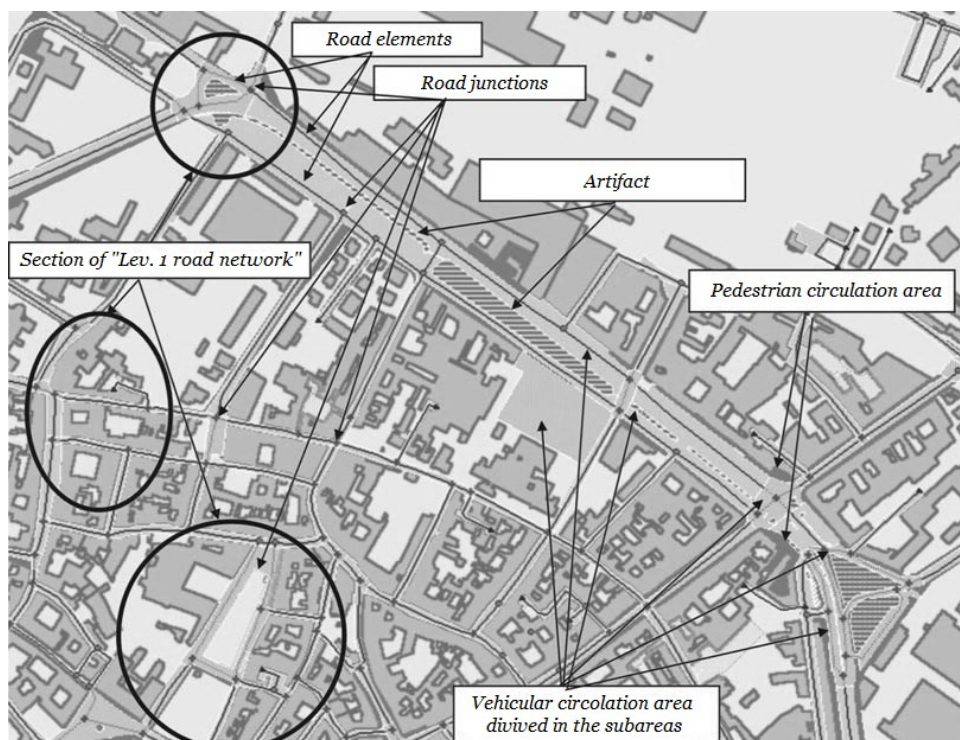 Road elements
Road junctions
Artifact
Section of "Lev. 1 road network"
Pedestrian circulation area
Vehicular circolation area
divived in the subareas